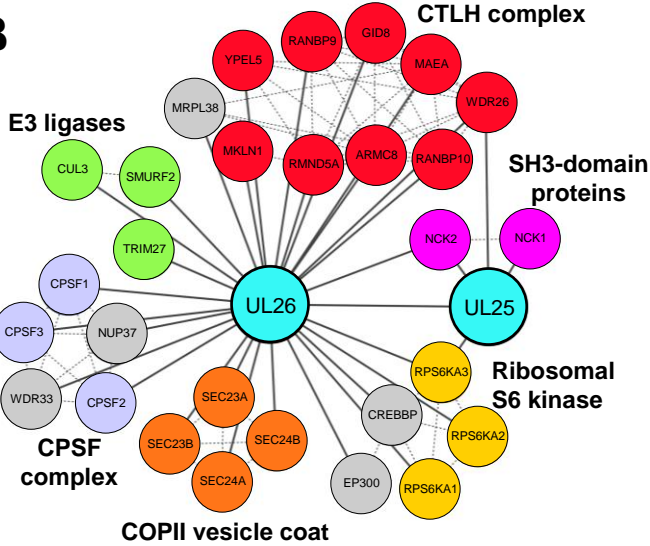 B
CTLH complex
GID8
RANBP9
YPEL5
MAEA
WDR26
MRPL38
E3 ligases
MKLN1
RMND5A
ARMC8
RANBP10
SH3-domain
proteins
CUL3
SMURF2
TRIM27
NCK2
NCK1
CPSF1
UL26
UL25
CPSF3
NUP37
WDR33
CPSF2
CPSF
complex
RPS6KA3
Ribosomal
S6 kinase
SEC23A
CREBBP
SEC23B
SEC24B
RPS6KA2
SEC24A
EP300
RPS6KA1
COPII vesicle coat